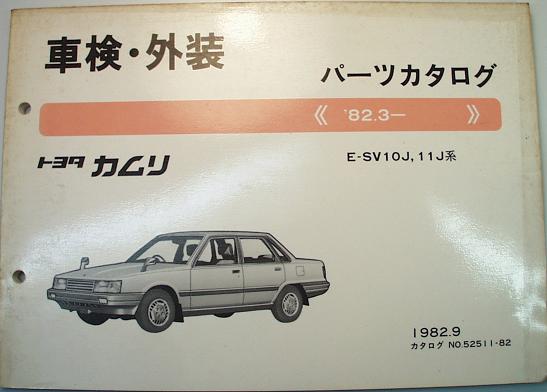 車検・外装
パーツカタログ
《 '82.3ー 》
トヨタ カムリ
E-SV10J, 11J系
1982.9
カタログ NO.52511-82